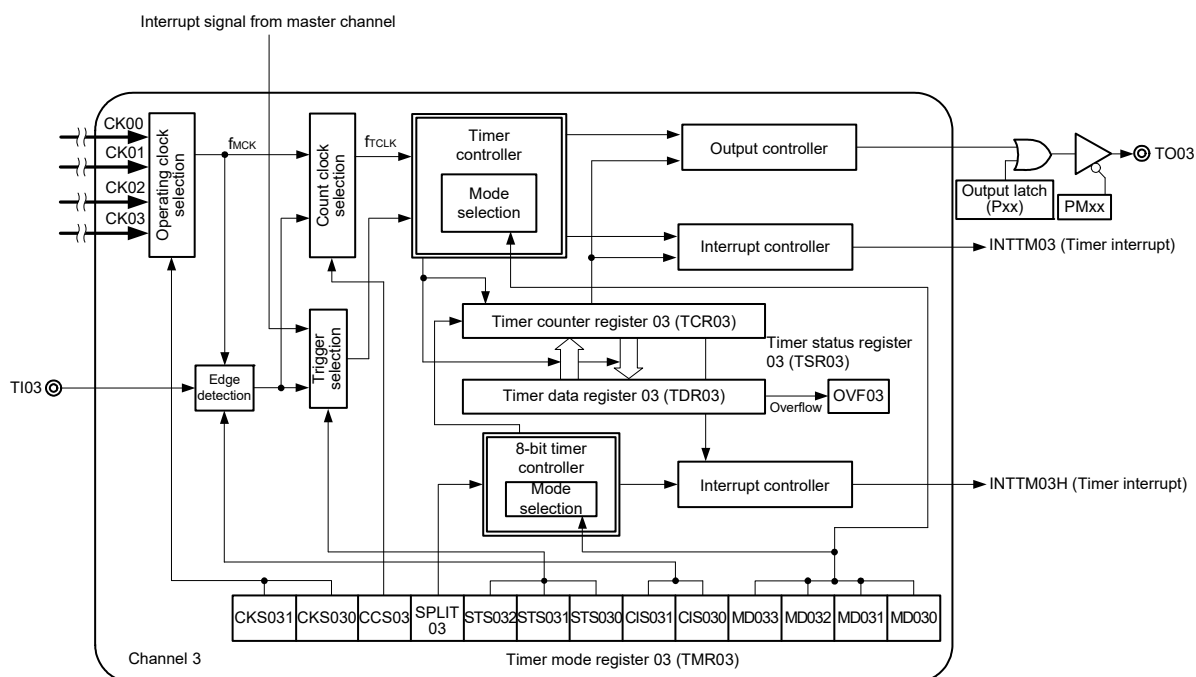 Interrupt signal from master channel
CK00
CK01
CK02
CK03
Operating clock
selection
fMCK
Count clock
selection
fTCLK
Timer
controller
Mode
selection
Output controller
TO03
Output latch
(Pxx)
PMxx
Interrupt controller
INTTM03 (Timer interrupt)
Timer counter register 03 (TCR03)
Timer status register
03 (TSR03)
Trigger
selection
TI03
Edge
detection
Timer data register 03 (TDR03)
Overflow
OVF03
8-bit timer
controller
Mode
selection
Interrupt controller
INTTM03H (Timer interrupt)
CKS031
CKS030
CCS03
SPLIT
03
STS032
STS031
STS030
CIS031
CIS030
MD033
MD032
MD031
MD030
Channel 3
Timer mode register 03 (TMR03)